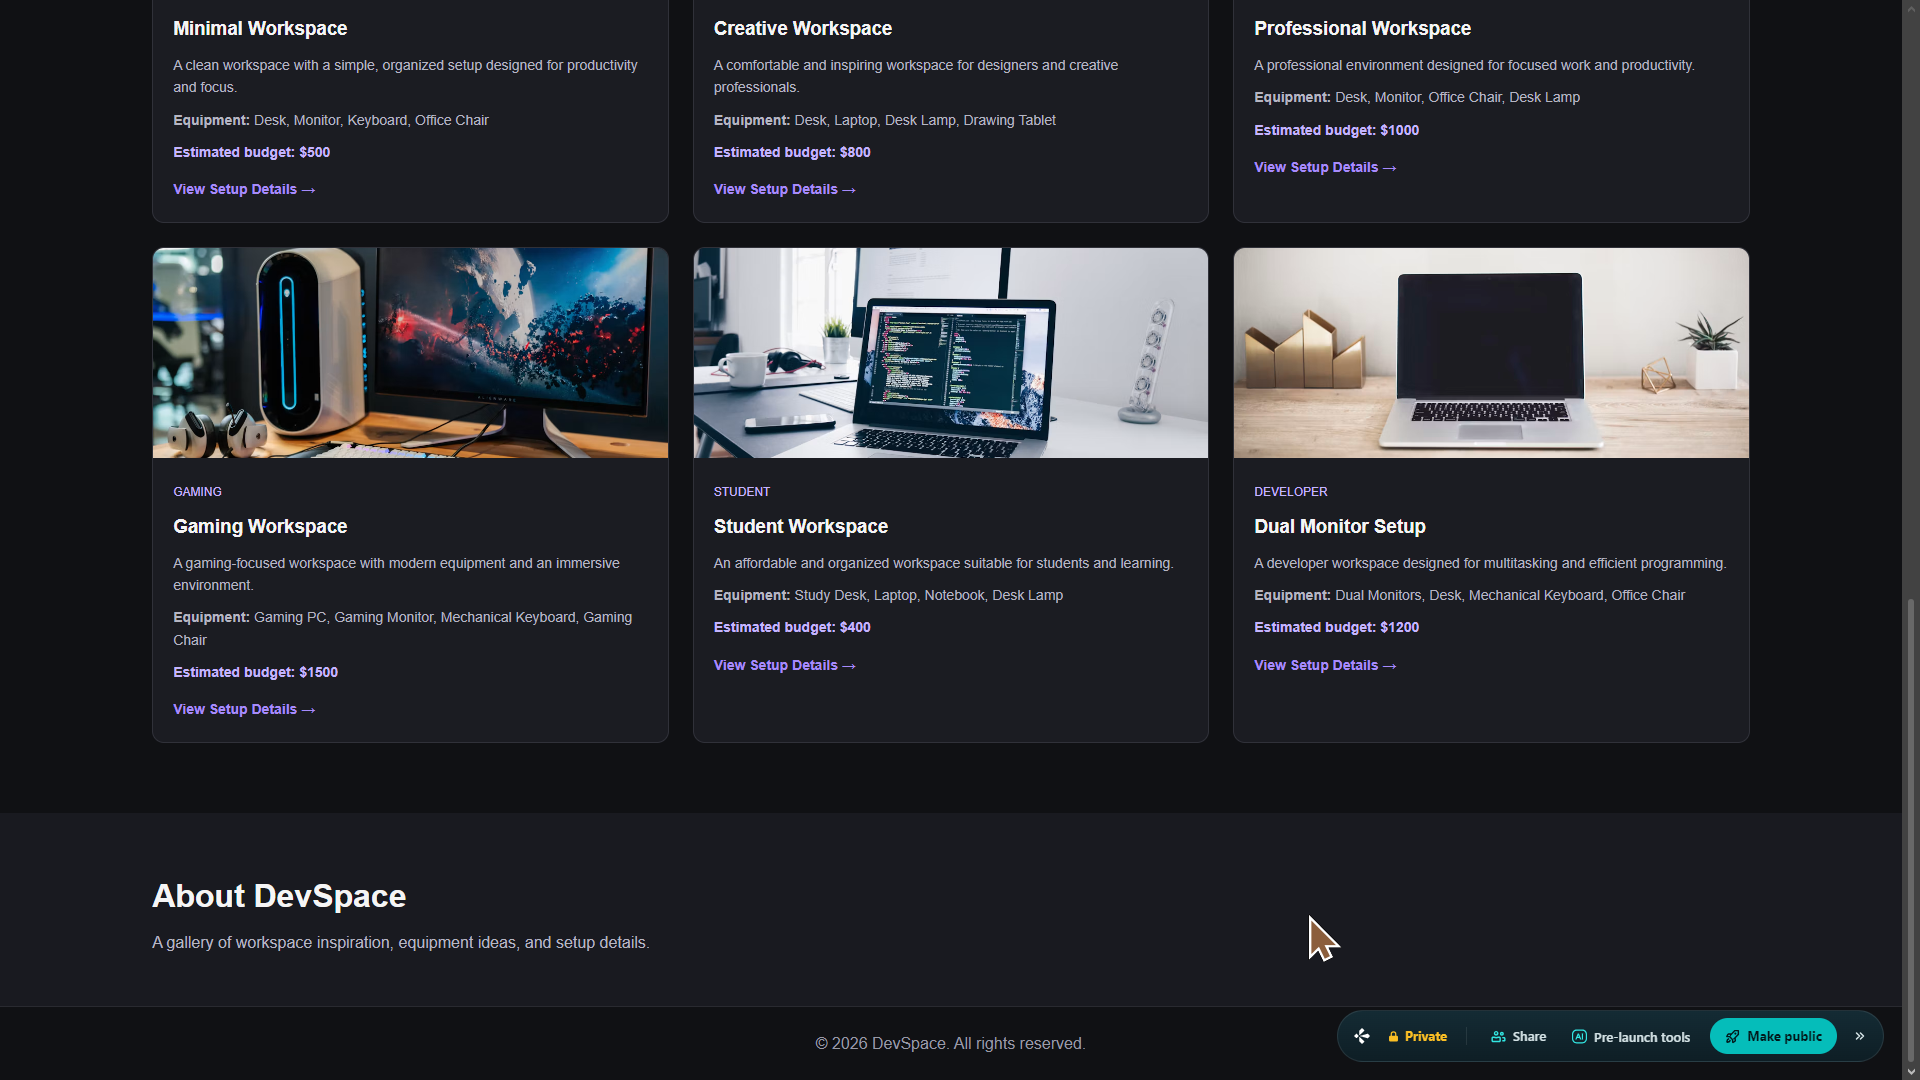 Minimal Workspace
A clean workspace with a simple, organized setup designed for productivity
and focus.
Equipment: Desk, Monitor, Keyboard, Office Chair
Estimated budget: $500
View Setup Details →
Creative Workspace
A comfortable and inspiring workspace for designers and creative
professionals.
Equipment: Desk, Laptop, Desk Lamp, Drawing Tablet
Estimated budget: $800
View Setup Details →
Professional Workspace
A professional environment designed for focused work and productivity.
Equipment: Desk, Monitor, Office Chair, Desk Lamp
Estimated budget: $1000
View Setup Details →
GAMING
Gaming Workspace
A gaming-focused workspace with modern equipment and an immersive
environment.
Equipment: Gaming PC, Gaming Monitor, Mechanical Keyboard, Gaming
Chair
Estimated budget: $1500
View Setup Details →
STUDENT
Student Workspace
An affordable and organized workspace suitable for students and learning.
Equipment: Study Desk, Laptop, Notebook, Desk Lamp
Estimated budget: $400
View Setup Details →
DEVELOPER
Dual Monitor Setup
A developer workspace designed for multitasking and efficient programming.
Equipment: Dual Monitors, Desk, Mechanical Keyboard, Office Chair
Estimated budget: $1200
View Setup Details →
About DevSpace
A gallery of workspace inspiration, equipment ideas, and setup details.
© 2026 DevSpace. All rights reserved.
Private
Share
AI Pre-launch tools
Make public